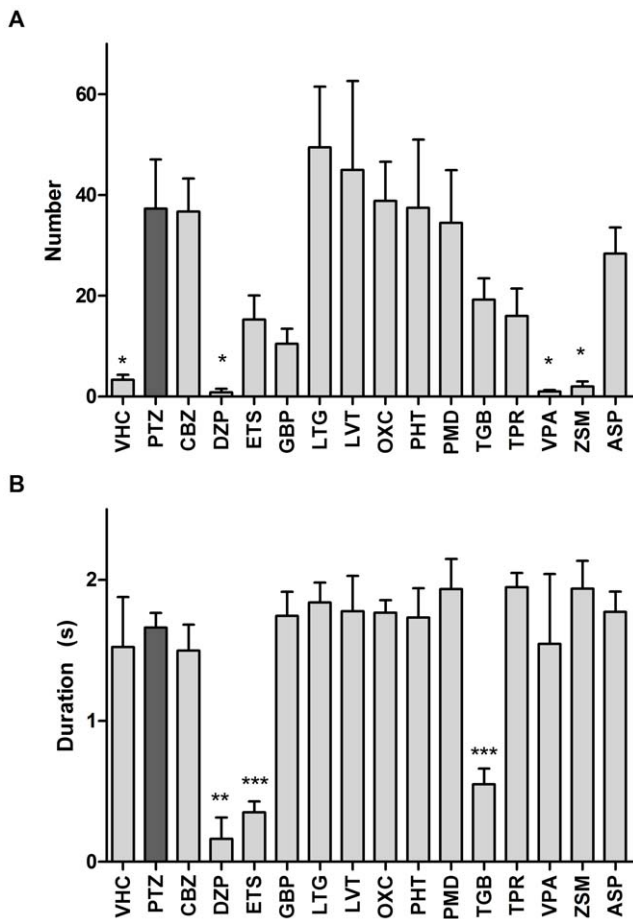 A
Number
60
40
20
0
* * * *
VHC PTZ CBZ DZP ETS GBP LTG LVT OXC PHT PMD TGB TPR VPA ZSM ASP
B
Duration (s)
2
1
0
** *** ***
VHC PTZ CBZ DZP ETS GBP LTG LVT OXC PHT PMD TGB TPR VPA ZSM ASP